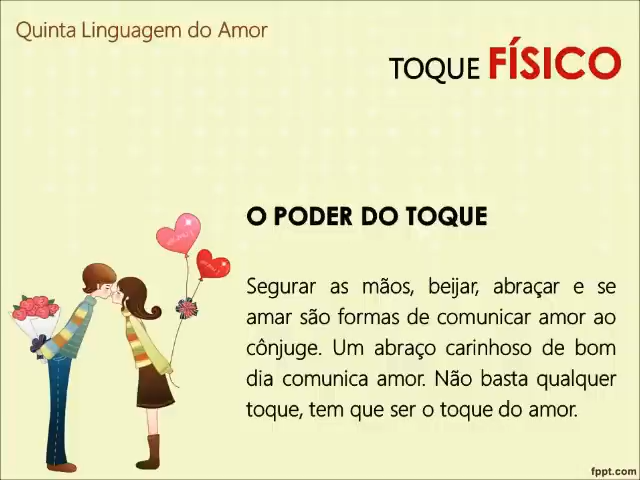 Quinta Linguagem do Amor
TOQUE FÍSICO
O PODER DO TOQUE
Segurar as mãos, beijar, abraçar e se
amar são formas de comunicar amor ao
cônjuge. Um abraço carinhoso de bom
dia comunica amor. Não basta qualquer
toque, tem que ser o toque do amor.
fppt.com